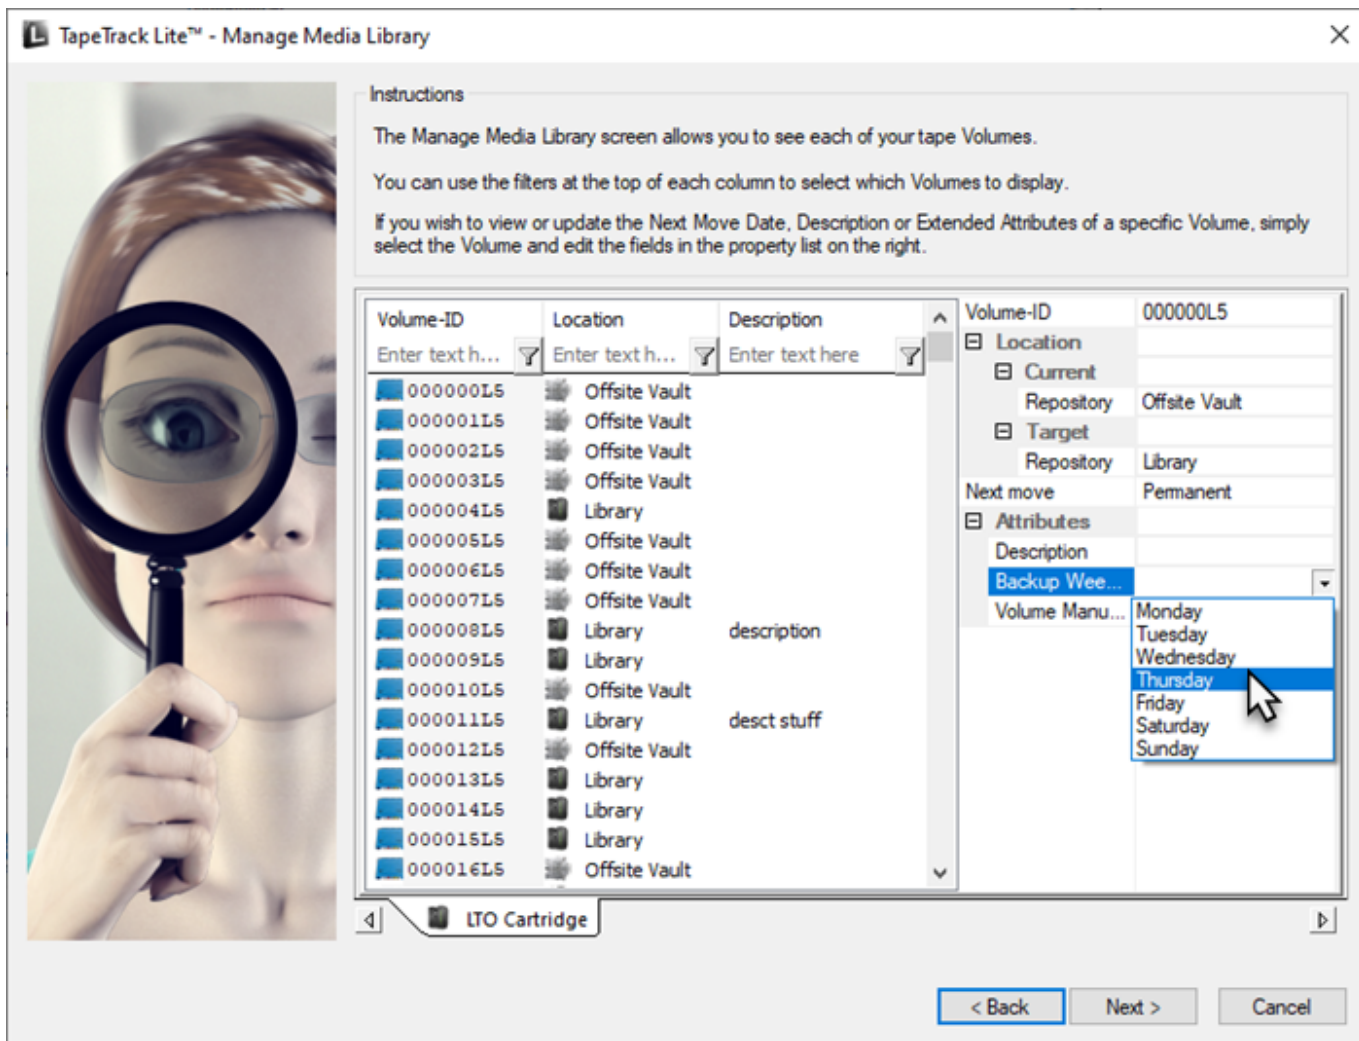 TapeTrack Lite™ - Manage Media Library
Instructions
The Manage Media Library screen allows you to see each of your tape Volumes.
You can use the filters at the top of each column to select which Volumes to display.
If you wish to view or update the Next Move Date, Description or Extended Attributes of a specific Volume, simply
select the Volume and edit the fields in the property list on the right.
Volume-ID Location Description
Enter text h... Enter text h... Enter text here
000000L5 Offsite Vault
000001L5 Offsite Vault
000002L5 Offsite Vault
000003L5 Offsite Vault
000004L5 Library
000005L5 Offsite Vault
000006L5 Offsite Vault
000007L5 Offsite Vault
000008L5 Library description
000009L5 Library
000010L5 Offsite Vault
000011L5 Library desct stuff
000012L5 Offsite Vault
000013L5 Library
000014L5 Library
000015L5 Library
000016L5 Offsite Vault
Volume-ID 000000L5
Location
Current
Repository Offsite Vault
Target
Repository Library
Next move Permanent
Attributes
Description
Backup Wee...
Volume Manu...
Monday
Tuesday
Wednesday
Thursday
Friday
Saturday
Sunday
LTO Cartridge
< Back Next > Cancel